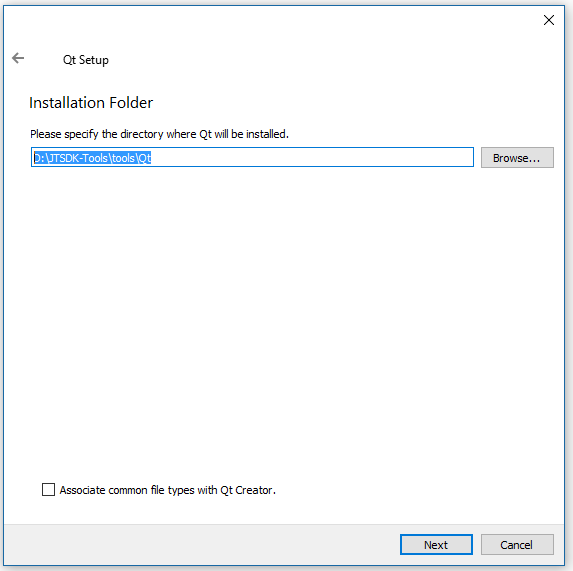 Qt Setup
Installation Folder
Please specify the directory where Qt will be installed.
D:\JTSDK-Tools\tools\Qt
Browse...
Associate common file types with Qt Creator.
Next
Cancel